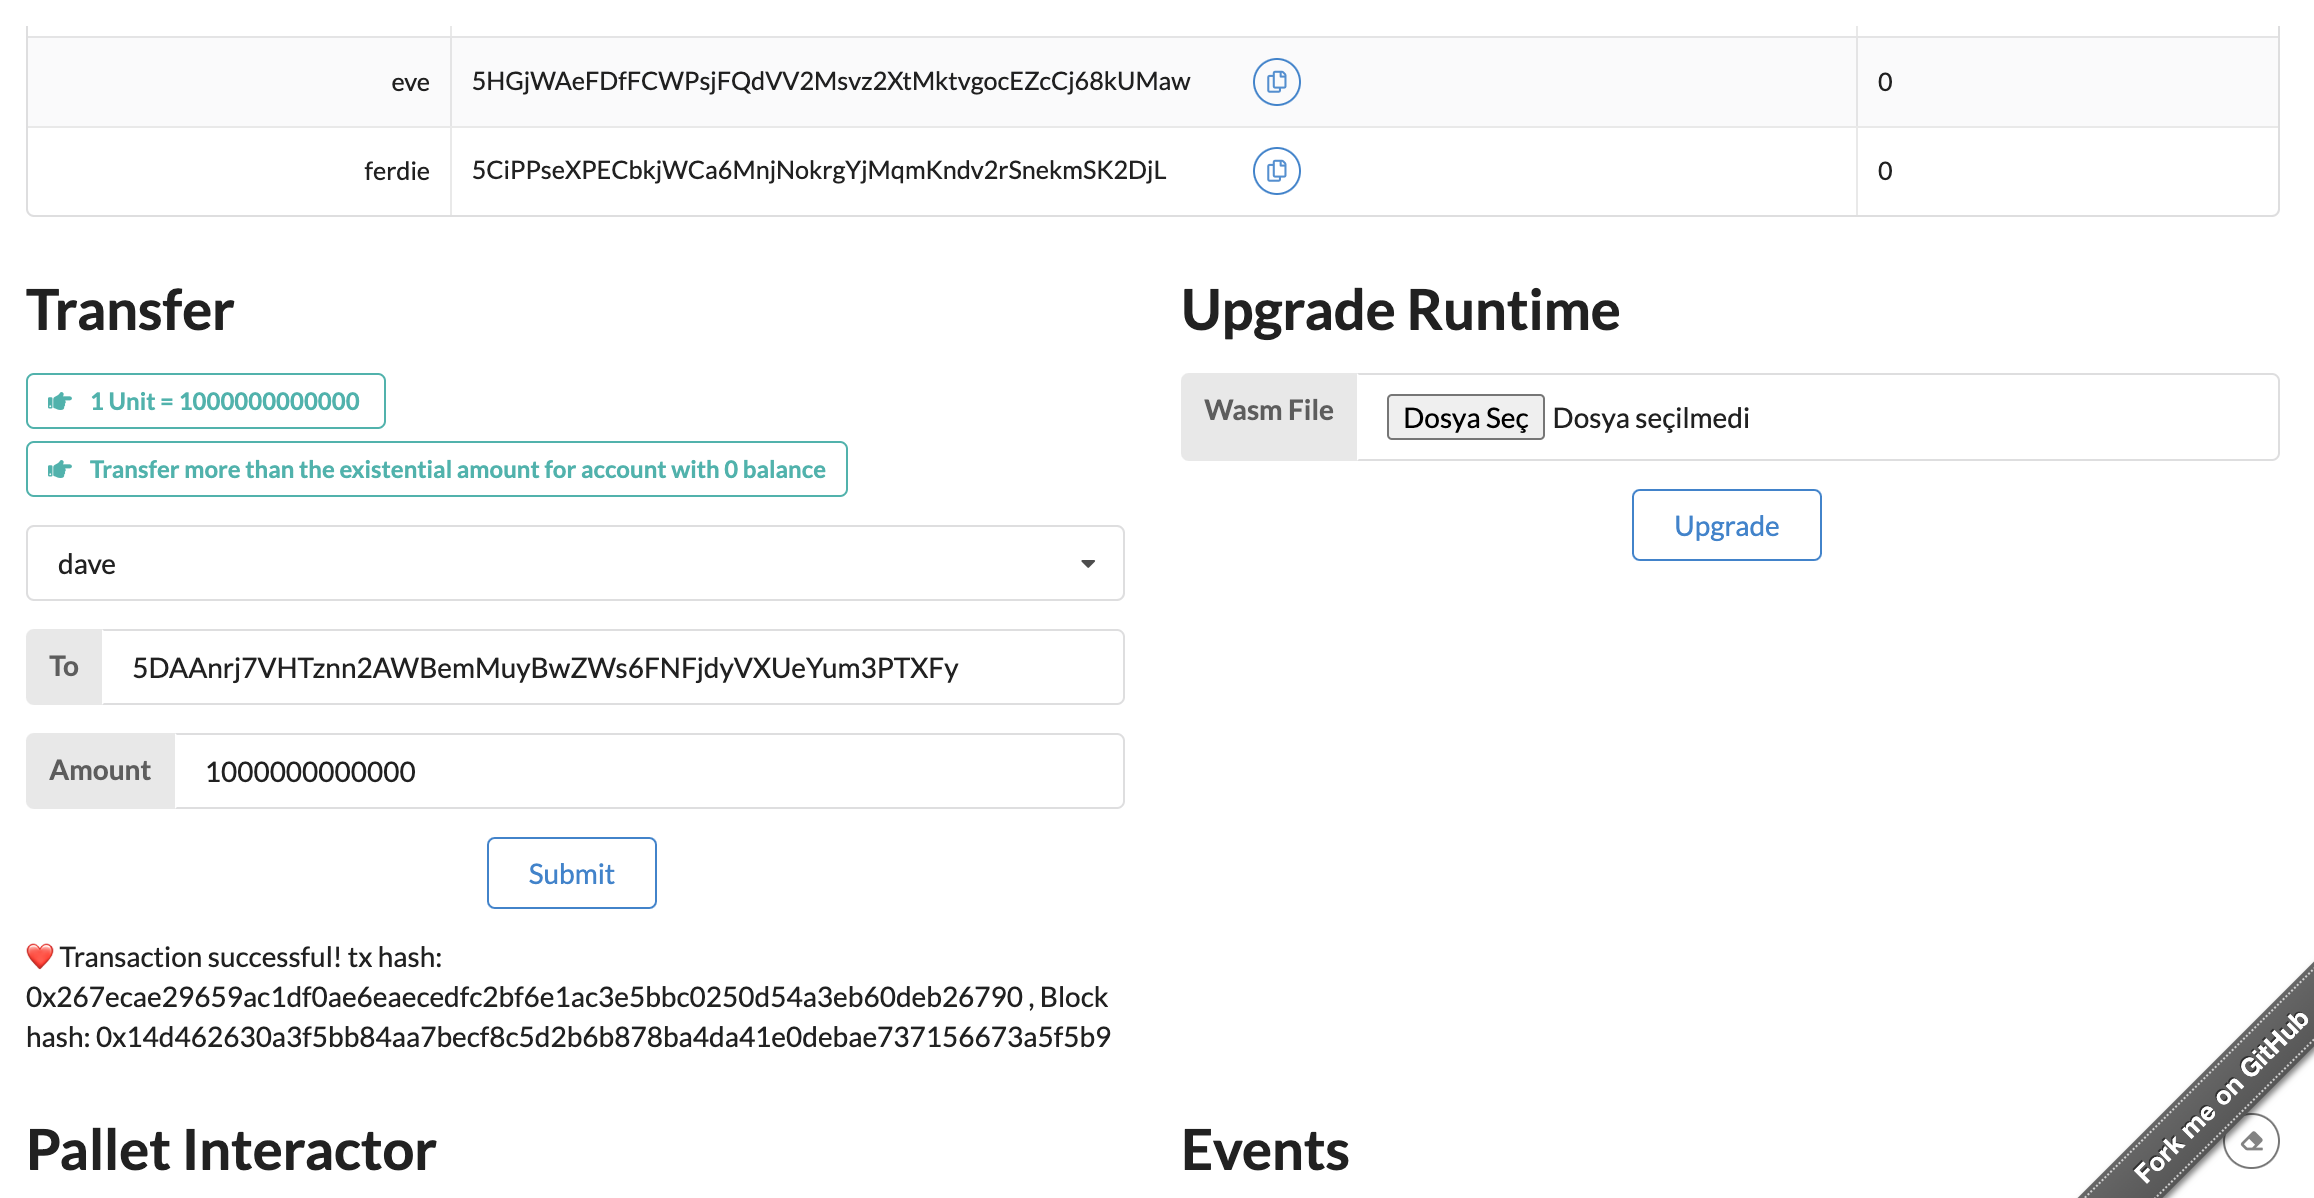 eve 5HGjWAeFDfFCWPsjFQdVV2Msvz2XtMktvgocEZcCj68kUMaw 0
ferdie 5CiPPseXPECbkjWCa6MnjNokrgYjMqmKndv2rSnekmSK2DjL 0
Transfer
1 Unit = 1000000000000
Transfer more than the existential amount for account with 0 balance
dave
To 5DAAnrj7VHTznn2AWBemMuyBwZWs6FNFjdyVXUeYum3PTXFy
Amount 1000000000000
Submit
❤️ Transaction successful! tx hash:
0x267ecae29659ac1df0ae6eaecedfc2bf6e1ac3e5bbc0250d54a3eb60deb26790 , Block
hash: 0x14d462630a3f5bb84aa7becf8c5d2b6b878ba4da41e0debae737156673a5f5b9
Upgrade Runtime
Wasm File Dosya Seç Dosya seçilmedi
Upgrade
Pallet Interactor
Events
Fork me on GitHub